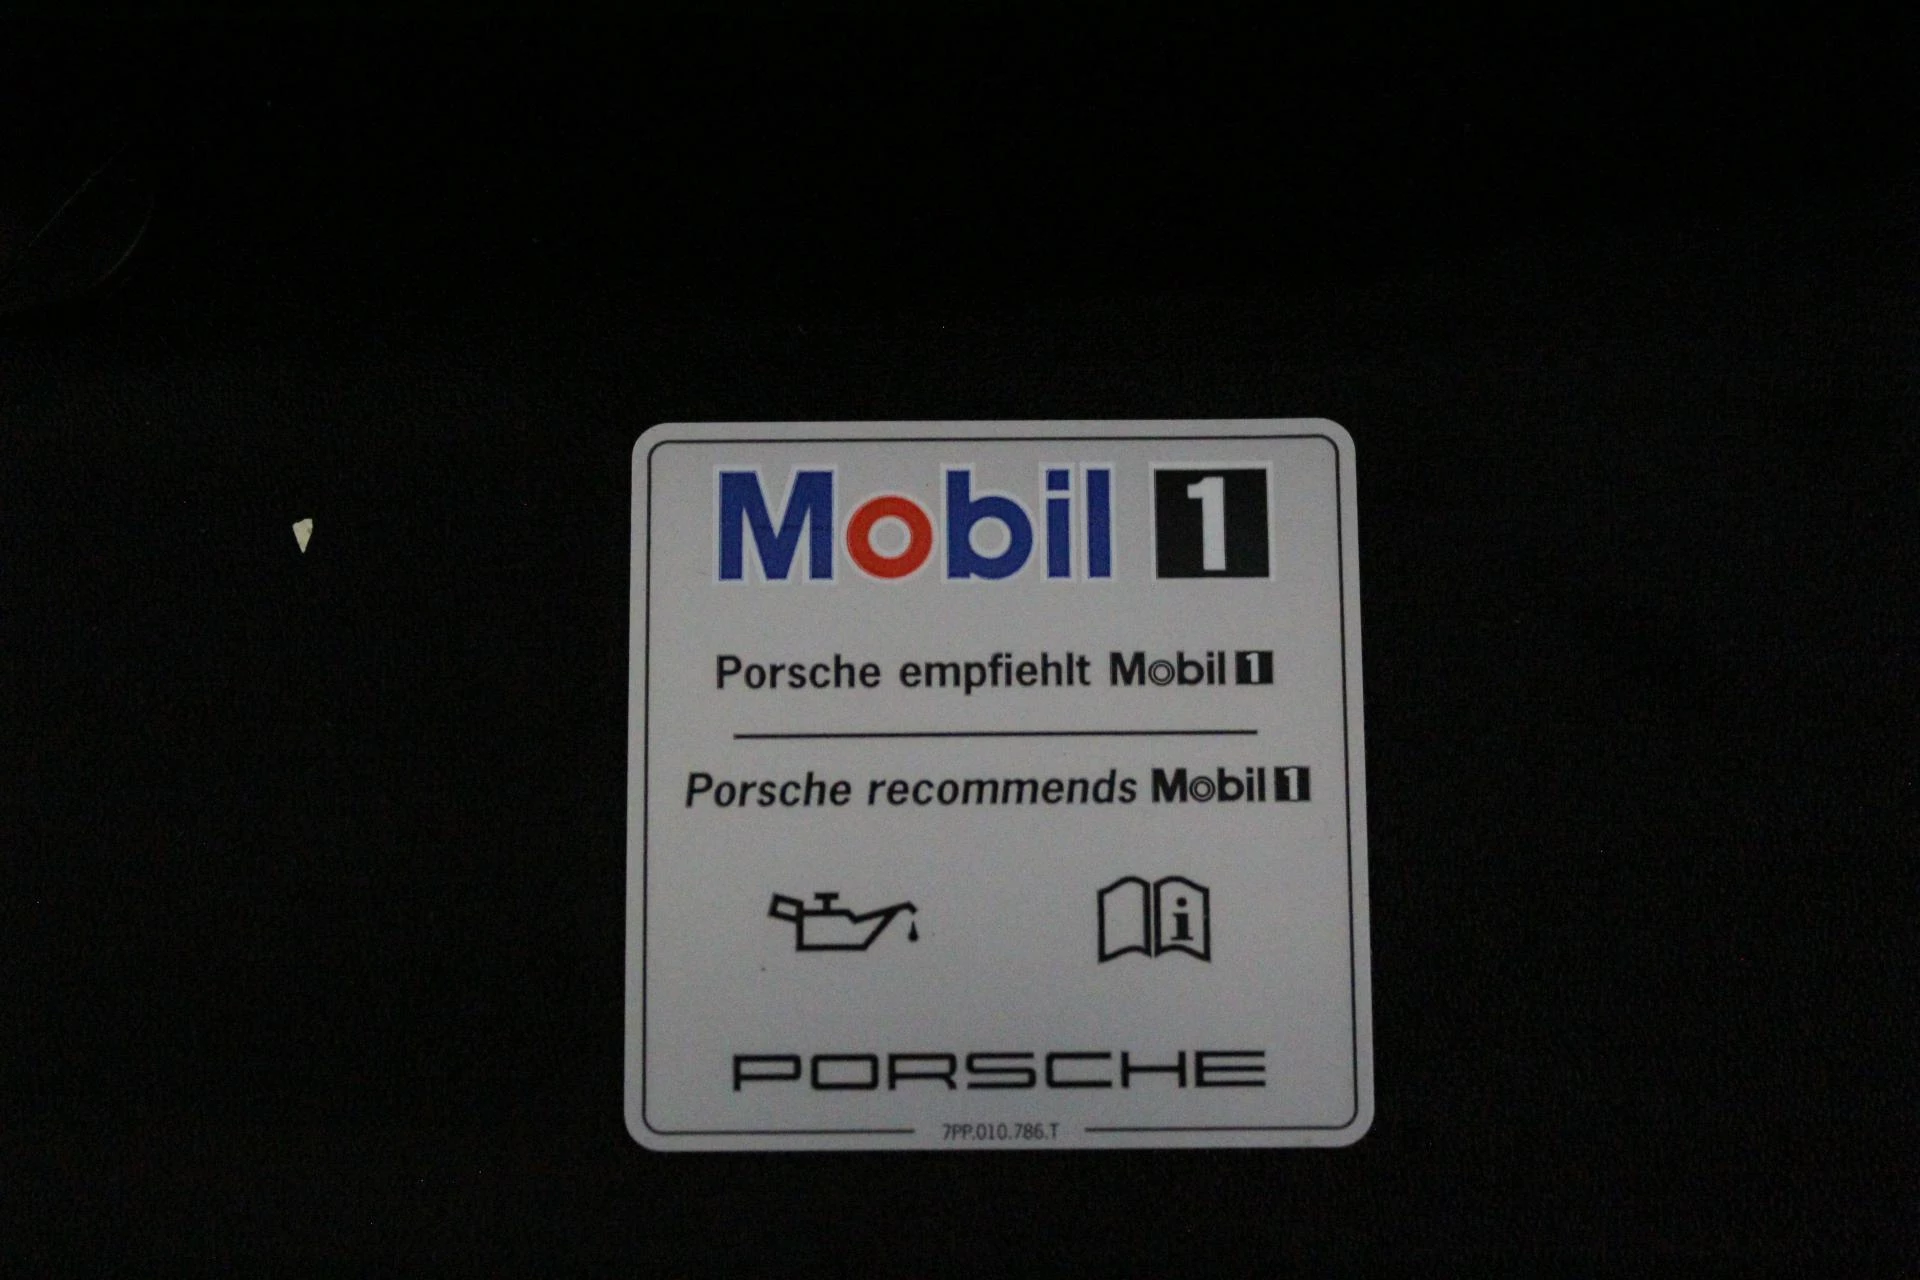 Mobil 1
Porsche empfiehlt Mobil 1
Porsche recommends Mobil 1
i
PORSCHE
7PP.010.786.T